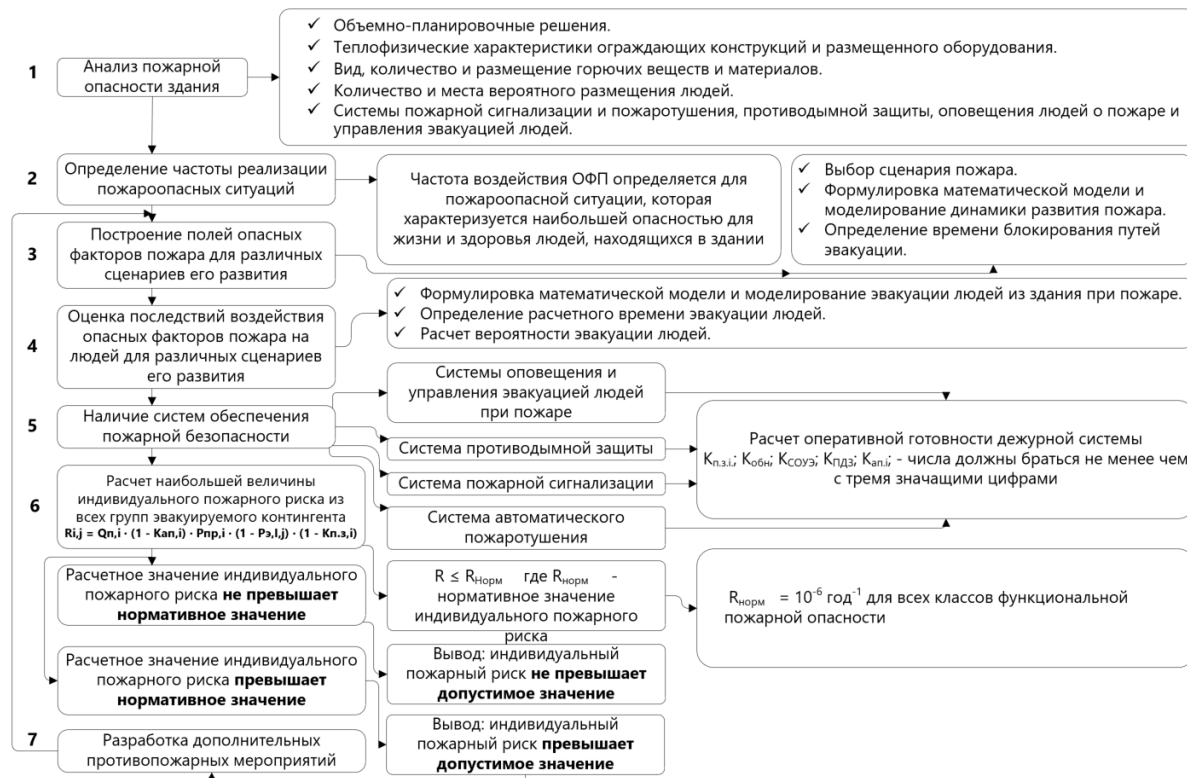 1
Анализ пожарной
опасности здания
✓ Объемно-планировочные решения.
✓ Теплофизические характеристики ограждающих конструкций и размещенного оборудования.
✓ Вид, количество и размещение горючих веществ и материалов.
✓ Количество и места вероятного размещения людей.
✓ Системы пожарной сигнализации и пожаротушения, противодымной защиты, оповещения людей о пожаре и
управления эвакуацией людей.
2
Определение частоты реализации
пожароопасных ситуаций
Частота воздействия ОФП определяется для
пожароопасной ситуации, которая
характеризуется наибольшей опасностью для
жизни и здоровья людей, находящихся в здании
✓ Выбор сценария пожара.
✓ Формулировка математической модели и
моделирование динамики развития пожара.
✓ Определение времени блокирования путей
эвакуации.
3
Построение полей опасных
факторов пожара для различных
сценариев его развития
4
Оценка последствий воздействия
опасных факторов пожара на
людей для различных сценариев
его развития
✓ Формулировка математической модели и моделирование эвакуации людей из здания при пожаре.
✓ Определение расчетного времени эвакуации людей.
✓ Расчет вероятности эвакуации людей.
5
Наличие систем обеспечения
пожарной безопасности
Системы оповещения и
управления эвакуацией людей
при пожаре
Система противодымной защиты
Система пожарной сигнализации
Система автоматического
пожаротушения
Расчет оперативной готовности дежурной системы
Kп.з.i.; Kобн; KСОУЭ; KПДЗ; Kап.i; - числа должны браться не менее чем
с тремя значащими цифрами
6
Расчет наибольшей величины
индивидуального пожарного риска из
всех групп эвакуируемого контингента
Ri,j = Qп,i · (1 - Kап,i) · Pпр,i · (1 - Pэ,I,j) · (1 - Kп.з,i)
Расчетное значение индивидуального
пожарного риска не превышает
нормативное значение
R ≤ RНорм где Rнорм -
нормативное значение
индивидуального пожарного
риска
Rнорм = 10-6 год-1 для всех классов функциональной
пожарной опасности
Расчетное значение индивидуального
пожарного риска превышает
нормативное значение
Вывод: индивидуальный
пожарный риск не превышает
допустимое значение
Вывод: индивидуальный
пожарный риск превышает
допустимое значение
7
Разработка дополнительных
противопожарных мероприятий